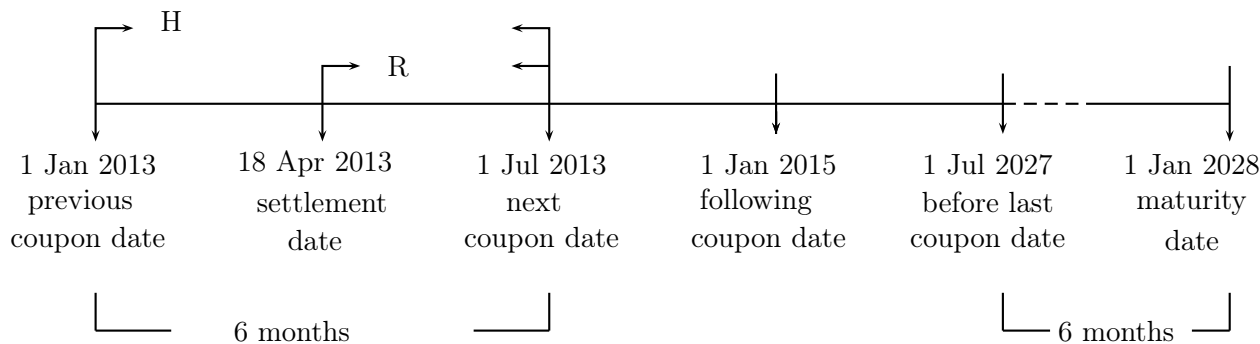 H
R
1 Jan 2013
previous
coupon date
18 Apr 2013
settlement
date
1 Jul 2013
next
coupon date
1 Jan 2015
following
coupon date
1 Jul 2027
before last
coupon date
1 Jan 2028
maturity
date
6 months
6 months